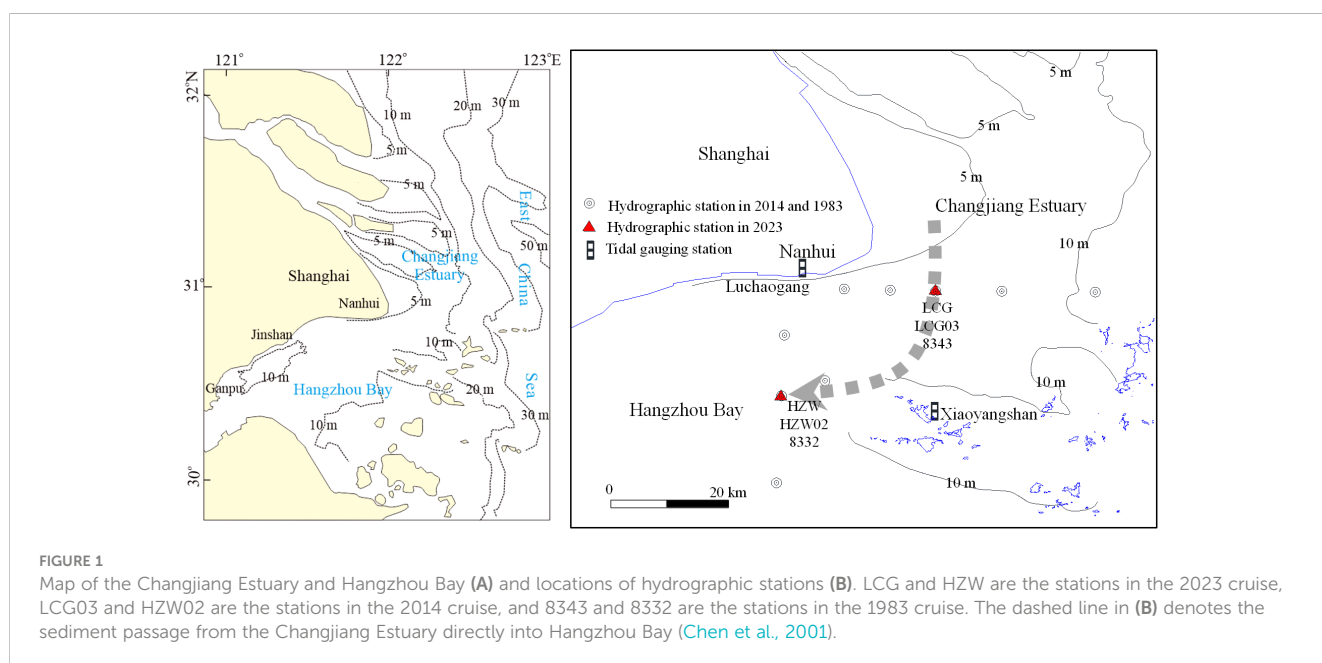 121°
122°
123°E
32°N
20 m
30 m
10 m
5 m
5 m
East
5 m
5 m
50 m
Changjiang
Estuary
China
Shanghai
31°
Nanhui
5 m
Jinshan
10 m
10 m
Ganpu
Hangzhou Bay
20 m
Sea
30 m
10 m
30°
5 m
5 m
Shanghai
5 m
Hydrographic station in 2014 and 1983
Changjiang Estuary
Hydrographic station in 2023
Tidal gauging station
10 m
Nanhui
Luchaogang
LCG
LCG03
8343
10 m
Hangzhou Bay
HZW
HZW02
8332
Xiaoyangshan
10 m
0
20 km
FIGURE 1
Map of the Changjiang Estuary and Hangzhou Bay (A) and locations of hydrographic stations (B). LCG and HZW are the stations in the 2023 cruise,
LCG03 and HZW02 are the stations in the 2014 cruise, and 8343 and 8332 are the stations in the 1983 cruise. The dashed line in (B) denotes the
sediment passage from the Changjiang Estuary directly into Hangzhou Bay (Chen et al., 2001).